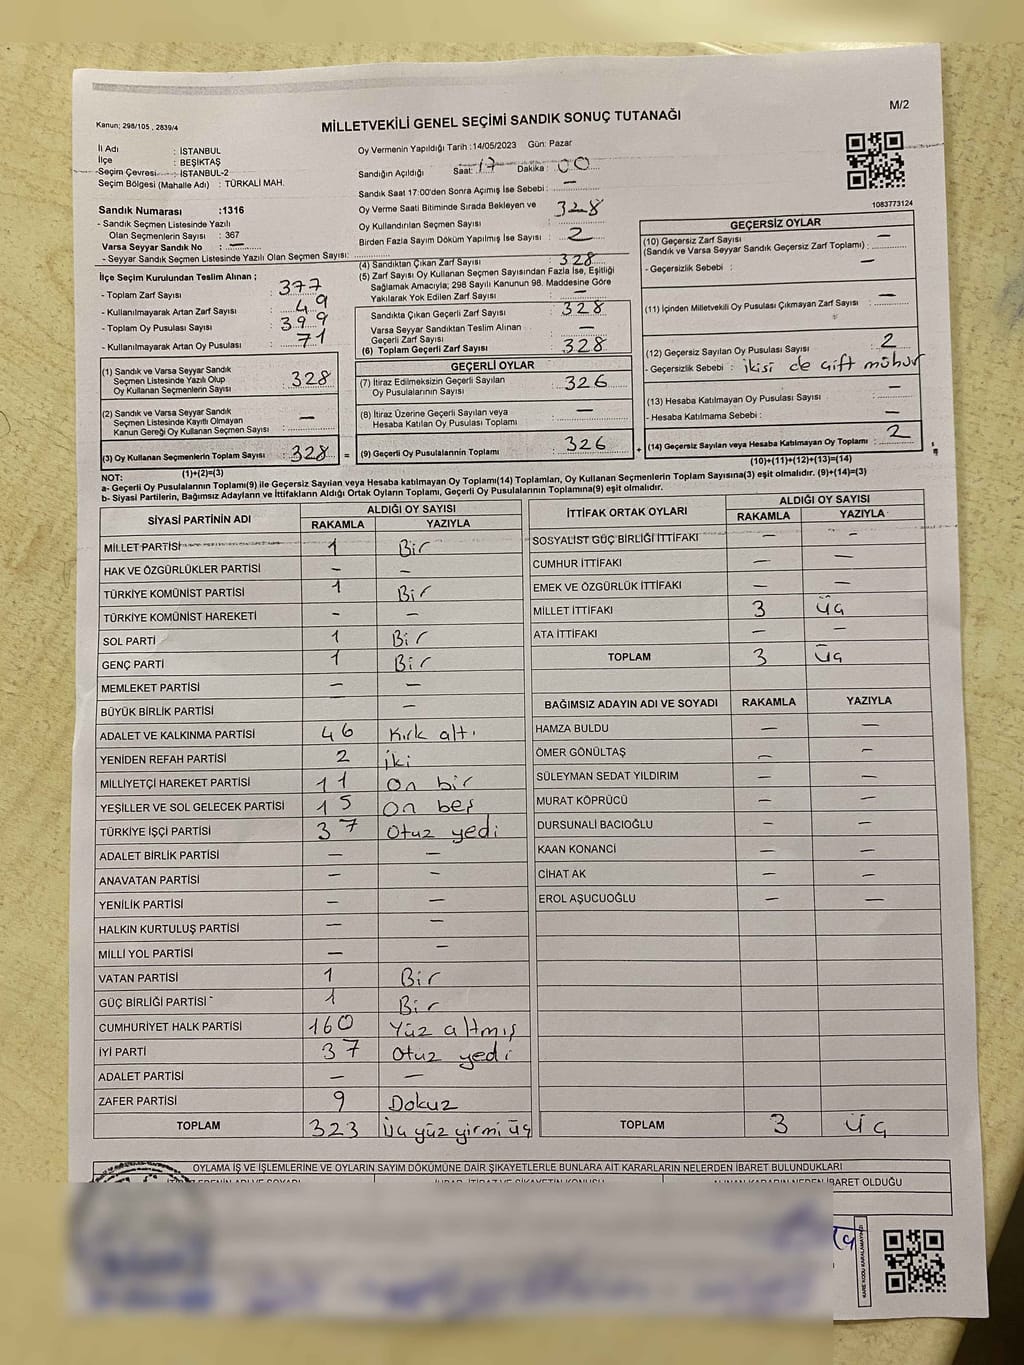 M/2
Kanun; 298/105 , 2839/4
MİLLETVEKİLİ GENEL SEÇİMİ SANDIK SONUÇ TUTANAĞI
İl Adı : İSTANBUL
İlçe : BEŞİKTAŞ
Seçim Çevresi : İSTANBUL-2
Seçim Bölgesi (Mahalle Adı) : TÜRKALİ MAH.
Oy Vermenin Yapıldığı Tarih :14/05/2023 Gün: Pazar
Sandığın Açıldığı Saat: 17 Dakika : 00
Sandık Saat 17:00'den Sonra Açımış İse Sebebi : —
Oy Verme Saati Bitiminde Sırada Bekleyen ve
Oy Kullandırılan Seçmen Sayısı : 328
Birden Fazla Sayım Döküm Yapılmış İse Sayısı : 2
1083773124
Sandık Numarası :1316
- Sandık Seçmen Listesinde Yazılı
Olan Seçmenlerin Sayısı : 367
Varsa Seyyar Sandık No : —
- Seyyar Sandık Seçmen Listesinde Yazılı Olan Seçmen Sayısı:
İlçe Seçim Kurulundan Teslim Alınan ;
- Toplam Zarf Sayısı : 377
- Kullanılmayarak Artan Zarf Sayısı : 49
- Toplam Oy Pusulası Sayısı : 399
- Kullanılmayarak Artan Oy Pusulası : 71
(1) Sandık ve Varsa Seyyar Sandık
Seçmen Listesinde Yazılı Olup
Oy Kullanan Seçmenlerin Sayısı : 328
(2) Sandık ve Varsa Seyyar Sandık
Seçmen Listesinde Kayıtlı Olmayan
Kanun Gereği Oy Kullanan Seçmen Sayısı : —
(3) Oy Kullanan Seçmenlerin Toplam Sayısı : 328 =
(1)+(2)=(3)
(4) Sandıktan Çıkan Zarf Sayısı : 328
(5) Zarf Sayısı Oy Kullanan Seçmen Sayısından Fazla İse, Eşitliği
Sağlamak Amacıyla; 298 Sayılı Kanunun 98. Maddesine Göre
Yakılarak Yok Edilen Zarf Sayısı : —
Sandıkta Çıkan Geçerli Zarf Sayısı : 328
Varsa Seyyar Sandıktan Teslim Alınan
Geçerli Zarf Sayısı : —
(6) Toplam Geçerli Zarf Sayısı : 328
GEÇERLİ OYLAR
(7) İtiraz Edilmeksizin Geçerli Sayılan
Oy Pusulalarının Sayısı : 326
(8) İtiraz Üzerine Geçerli Sayılan veya
Hesaba Katılan Oy Pusulası Toplamı : —
(9) Geçerli Oy Pusulalarının Toplamı : 326 +
GEÇERSİZ OYLAR
(10) Geçersiz Zarf Sayısı
(Sandık ve Varsa Seyyar Sandık Geçersiz Zarf Toplamı) : —
- Geçersizlik Sebebi : —
(11) İçinden Milletvekili Oy Pusulası Çıkmayan Zarf Sayısı : —
(12) Geçersiz Sayılan Oy Pusulası Sayısı : 2
- Geçersizlik Sebebi : ikisi de çift mühür
(13) Hesaba Katılmayan Oy Pusulası Sayısı : —
- Hesaba Katılmama Sebebi : —
(14) Geçersiz Sayılan veya Hesaba Katılmayan Oy Toplamı : 2
(10)+(11)+(12)+(13)=(14)
NOT:
a- Geçerli Oy Pusulalarının Toplamı(9) ile Geçersiz Sayılan veya Hesaba katılmayan Oy Toplamı(14) Toplamları, Oy Kullanan Seçmenlerin Toplam Sayısına(3) eşit olmalıdır. (9)+(14)=(3)
b- Siyasi Partilerin, Bağımsız Adayların ve İttifakların Aldığı Ortak Oyların Toplamı, Geçerli Oy Pusulalarının Toplamına(9) eşit olmalıdır.
SİYASİ PARTİNİN ADI ALDIĞI OY SAYISI
RAKAMLA YAZIYLA
MİLLET PARTİSİ 1 Bir
HAK VE ÖZGÜRLÜKLER PARTİSİ — —
TÜRKİYE KOMÜNİST PARTİSİ 1 Bir
TÜRKİYE KOMÜNİST HAREKETİ — —
SOL PARTİ 1 Bir
GENÇ PARTİ 1 Bir
MEMLEKET PARTİSİ — —
BÜYÜK BİRLİK PARTİSİ — —
ADALET VE KALKINMA PARTİSİ 46 Kırk altı
YENİDEN REFAH PARTİSİ 2 iki
MİLLİYETÇİ HAREKET PARTİSİ 11 On bir
YEŞİLLER VE SOL GELECEK PARTİSİ 15 On beş
TÜRKİYE İŞÇİ PARTİSİ 37 Otuz yedi
ADALET BİRLİK PARTİSİ — —
ANAVATAN PARTİSİ — —
YENİLİK PARTİSİ — —
HALKIN KURTULUŞ PARTİSİ — —
MİLLİ YOL PARTİSİ — —
VATAN PARTİSİ 1 Bir
GÜÇ BİRLİĞİ PARTİSİ 1 Bir
CUMHURİYET HALK PARTİSİ 160 Yüz altmış
İYİ PARTİ 37 Otuz yedi
ADALET PARTİSİ — —
ZAFER PARTİSİ 9 Dokuz
TOPLAM 323 Üç yüz yirmi üç
İTTİFAK ORTAK OYLARI ALDIĞI OY SAYISI
RAKAMLA YAZIYLA
SOSYALİST GÜÇ BİRLİĞİ İTTİFAKI — —
CUMHUR İTTİFAKI — —
EMEK VE ÖZGÜRLÜK İTTİFAKI — —
MİLLET İTTİFAKI 3 üç
ATA İTTİFAKI — —
TOPLAM 3 üç
BAĞIMSIZ ADAYIN ADI VE SOYADI RAKAMLA YAZIYLA
HAMZA BULDU — —
ÖMER GÖNÜLTAŞ — —
SÜLEYMAN SEDAT YILDIRIM — —
MURAT KÖPRÜCÜ — —
DURSUNALİ BACIOĞLU — —
KAAN KONANCİ — —
CİHAT AK — —
EROL AŞUCUOĞLU — —
TOPLAM 3 üç
OYLAMA İŞ VE İŞLEMLERİNE VE OYLARIN SAYIM DÖKÜMÜNE DAİR ŞİKAYETLERLE BUNLARA AİT KARARLARIN NELERDEN İBARET BULUNDUKLARI
KARE KODU KARALAMAYINIZ